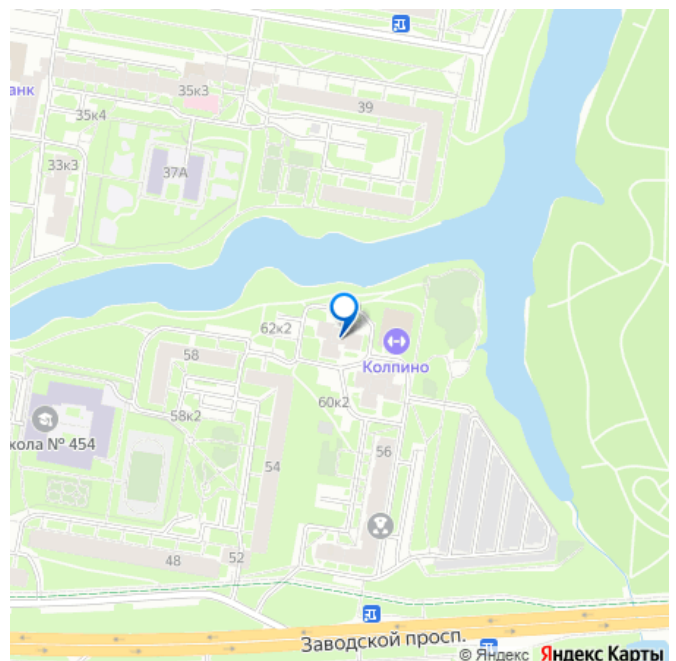 анк
35к3
39
35к4
33к3
37А
62к2
58
Колпино
60к2
58к2
кола № 454
54
56
48
52
Заводской просп.
© Яндекс Яндекс Карты